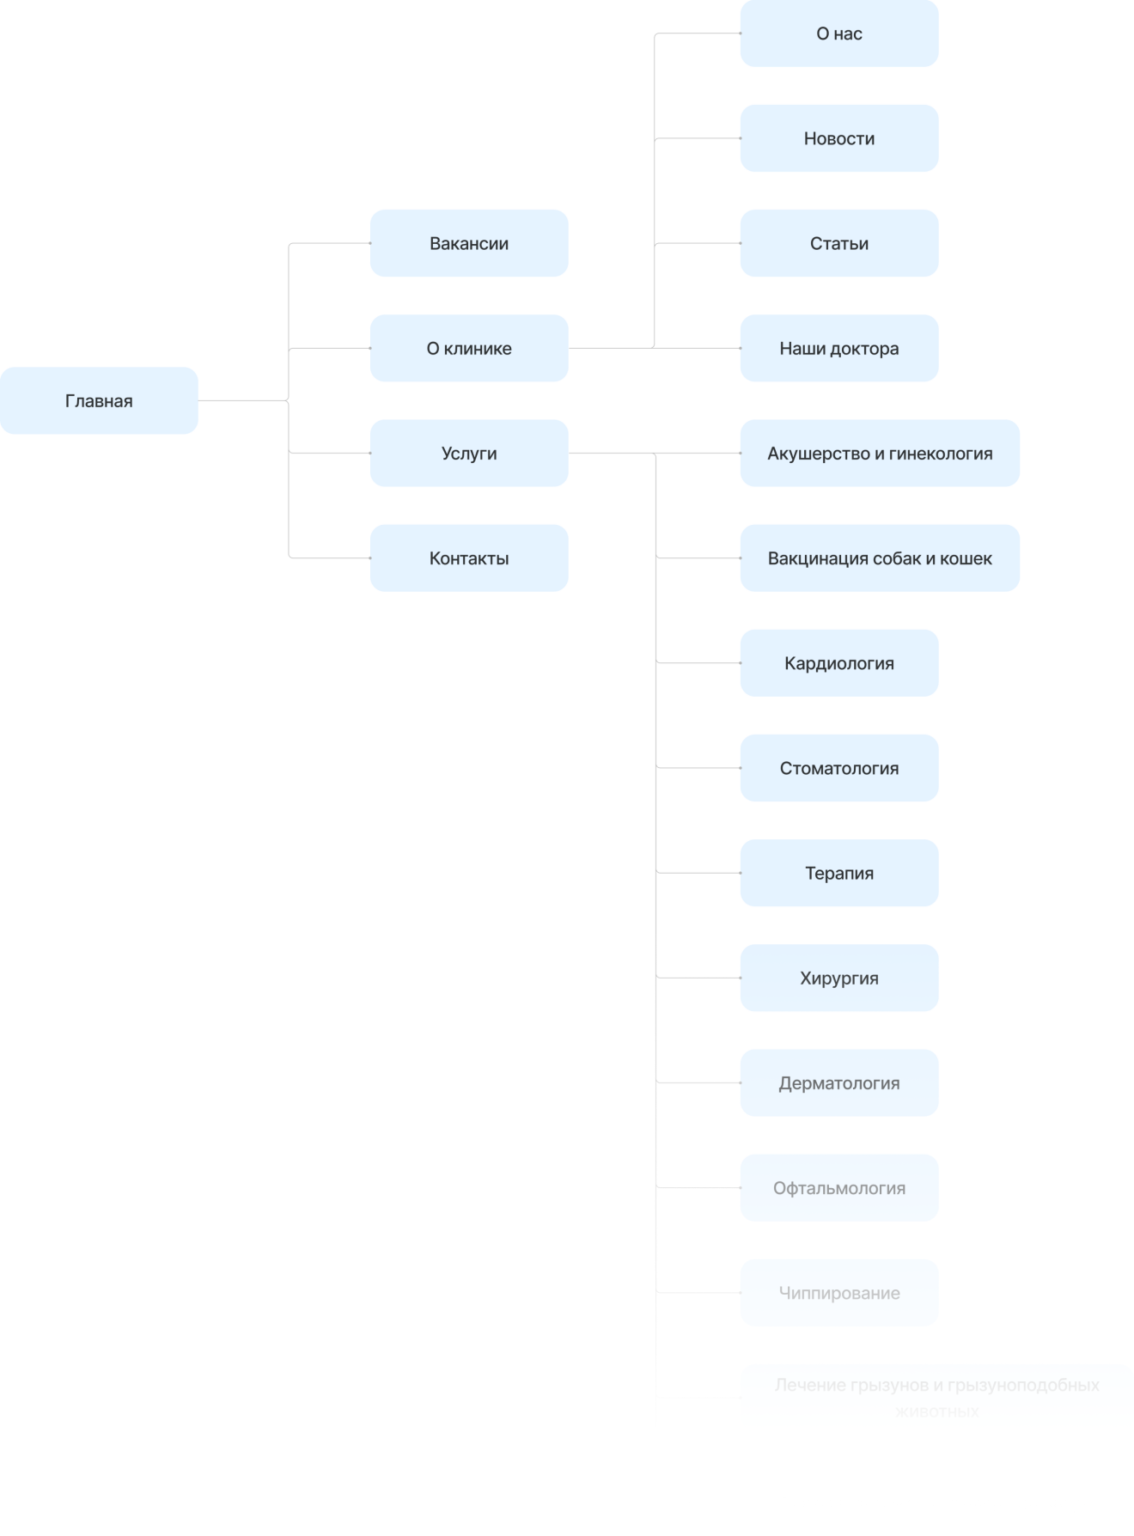 Главная
Вакансии
О клинике
Услуги
Контакты
О нас
Новости
Статьи
Наши доктора
Акушерство и гинекология
Вакцинация собак и кошек
Кардиология
Стоматология
Терапия
Хирургия
Дерматология
Офтальмология
Чиппирование
Лечение грызунов и грызуноподобных
животных